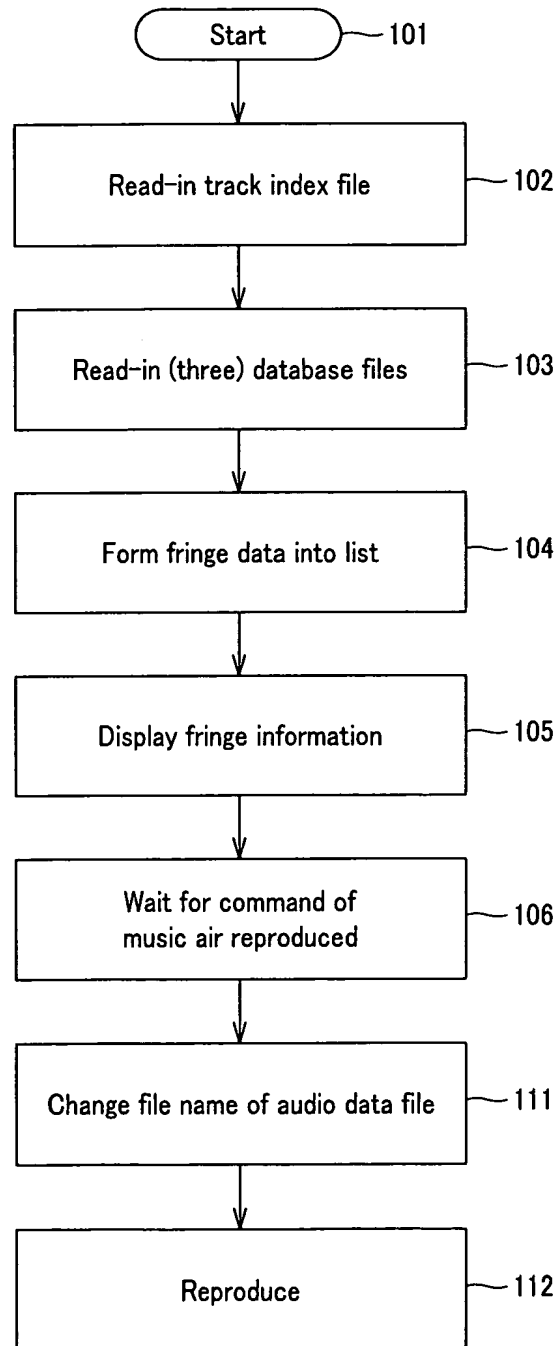 Start
101
Read-in track index file
102
Read-in (three) database files
103
Form fringe data into list
104
Display fringe information
105
Wait for command of
music air reproduced
106
Change file name of audio data file
111
Reproduce
112